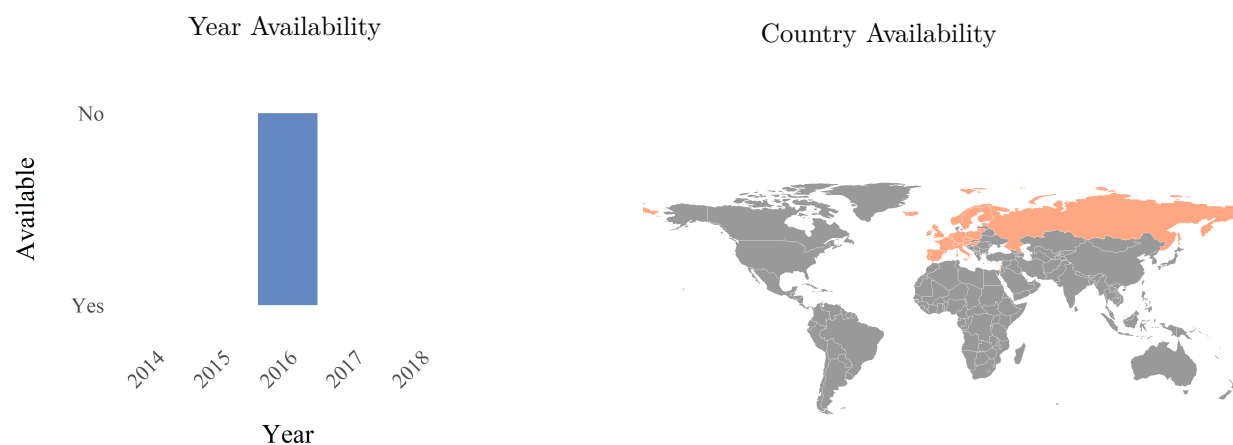 Year Availability
No
Available
Yes
2014
2015
2016
2017
2018
Year
Country Availability